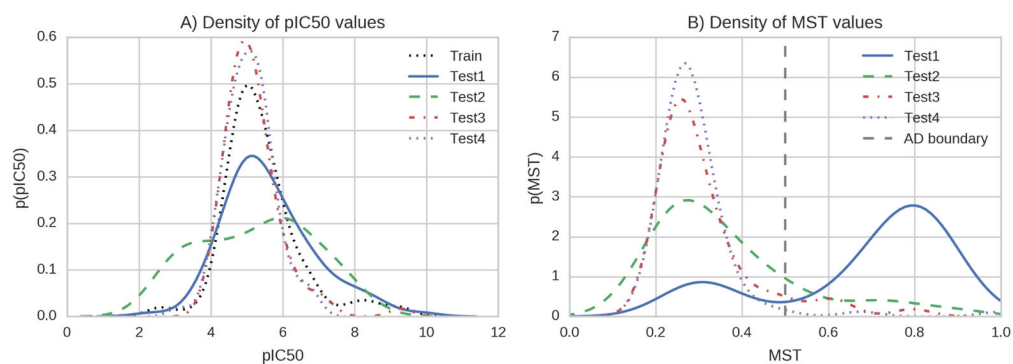 A) Density of pIC50 values
0.6
0.5
0.4
0.3
0.2
0.1
0.0
p(pIC50)
0 2 4 6 8 10 12
pIC50
Train
Test1
Test2
Test3
Test4
B) Density of MST values
7
6
5
4
3
2
1
0
p(MST)
0.0 0.2 0.4 0.6 0.8 1.0
MST
Test1
Test2
Test3
Test4
AD boundary